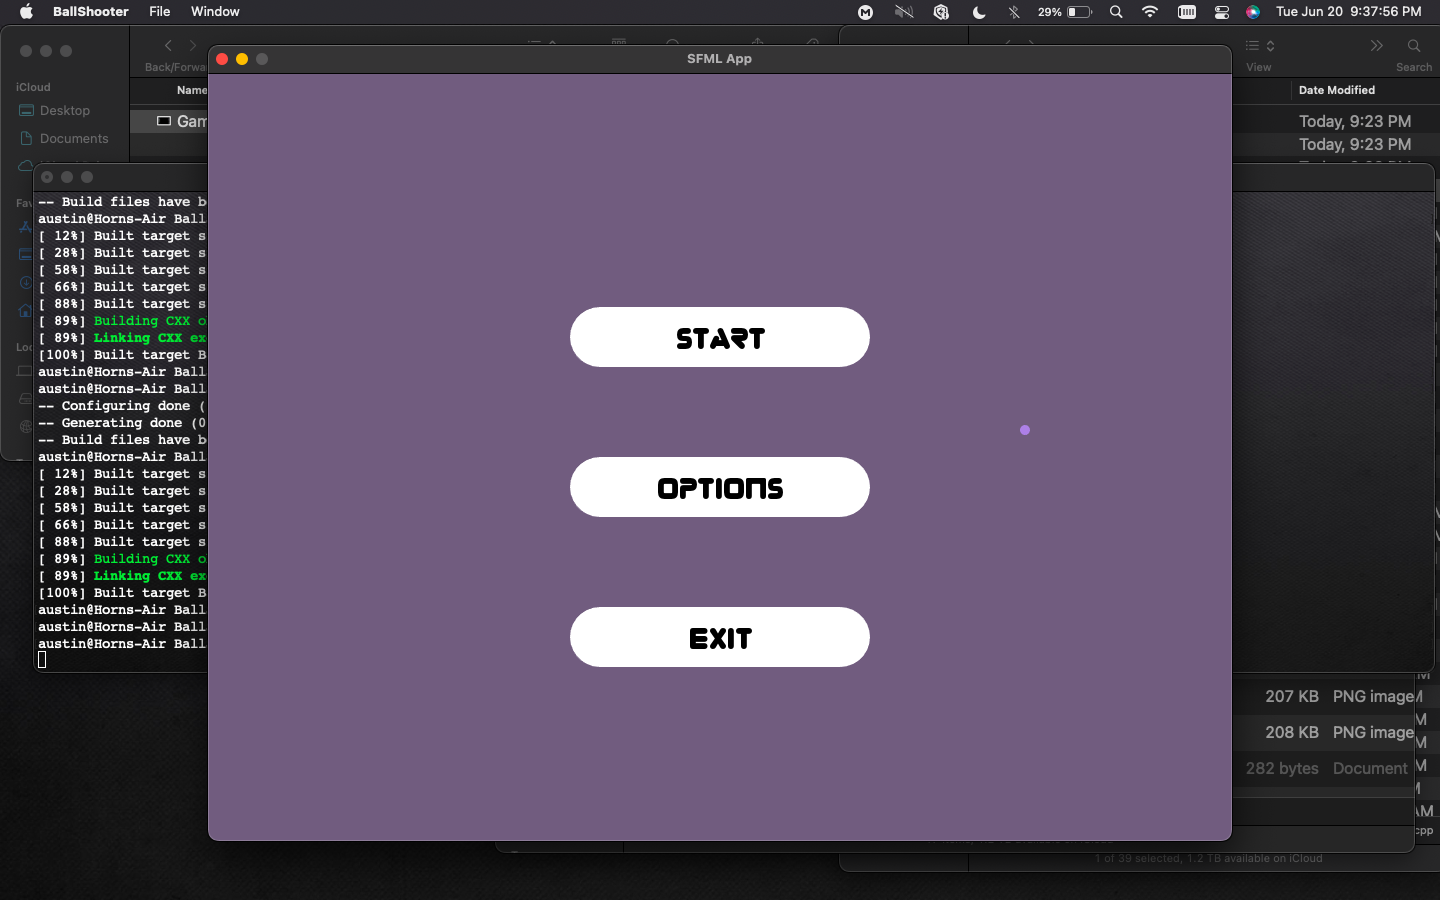 BallShooter File Window 29% Tue Jun 20 9:37:56 PM
SFML App
Back/Forwa
View
Search
iCloud
Desktop
Documents
Name
Date Modified
Gam
Today, 9:23 PM
Today, 9:23 PM
Fav
Loc
-- Build files have b
austin@Horns-Air Ball
[ 12%] Built target s
[ 28%] Built target s
[ 58%] Built target s
[ 66%] Built target s
[ 88%] Built target s
[ 89%] Building CXX o
[ 89%] Linking CXX ex
[100%] Built target B
austin@Horns-Air Ball
austin@Horns-Air Ball
-- Configuring done (
-- Generating done (0
-- Build files have b
austin@Horns-Air Ball
[ 12%] Built target s
[ 28%] Built target s
[ 58%] Built target s
[ 66%] Built target s
[ 88%] Built target s
[ 89%] Building CXX o
[ 89%] Linking CXX ex
[100%] Built target B
austin@Horns-Air Ball
austin@Horns-Air Ball
austin@Horns-Air Ball
START
OPTIONS
EXIT
207 KB PNG image
208 KB PNG image
282 bytes Document
cpp
1 of 39 selected, 1.2 TB available on iCloud